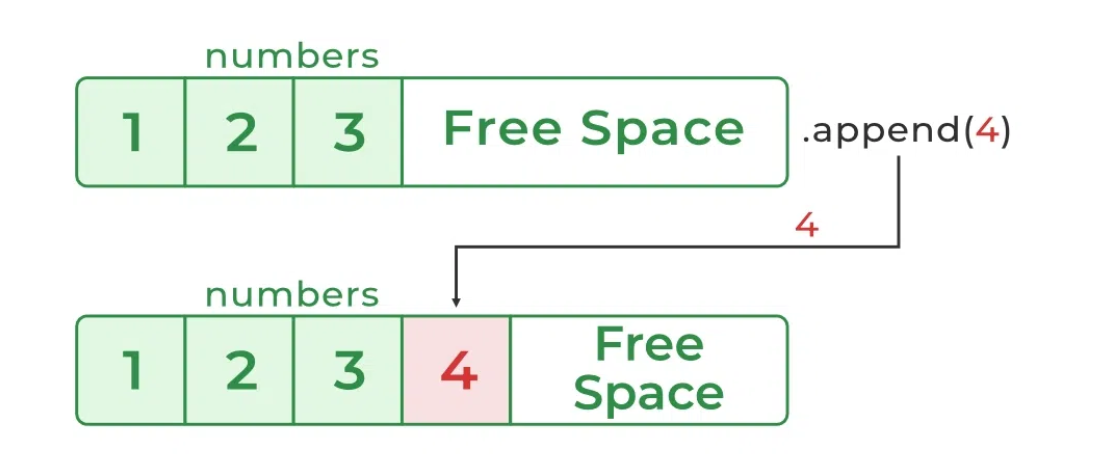 numbers
1 2 3 Free Space .append(4)
4
numbers
1 2 3 4 Free
Space